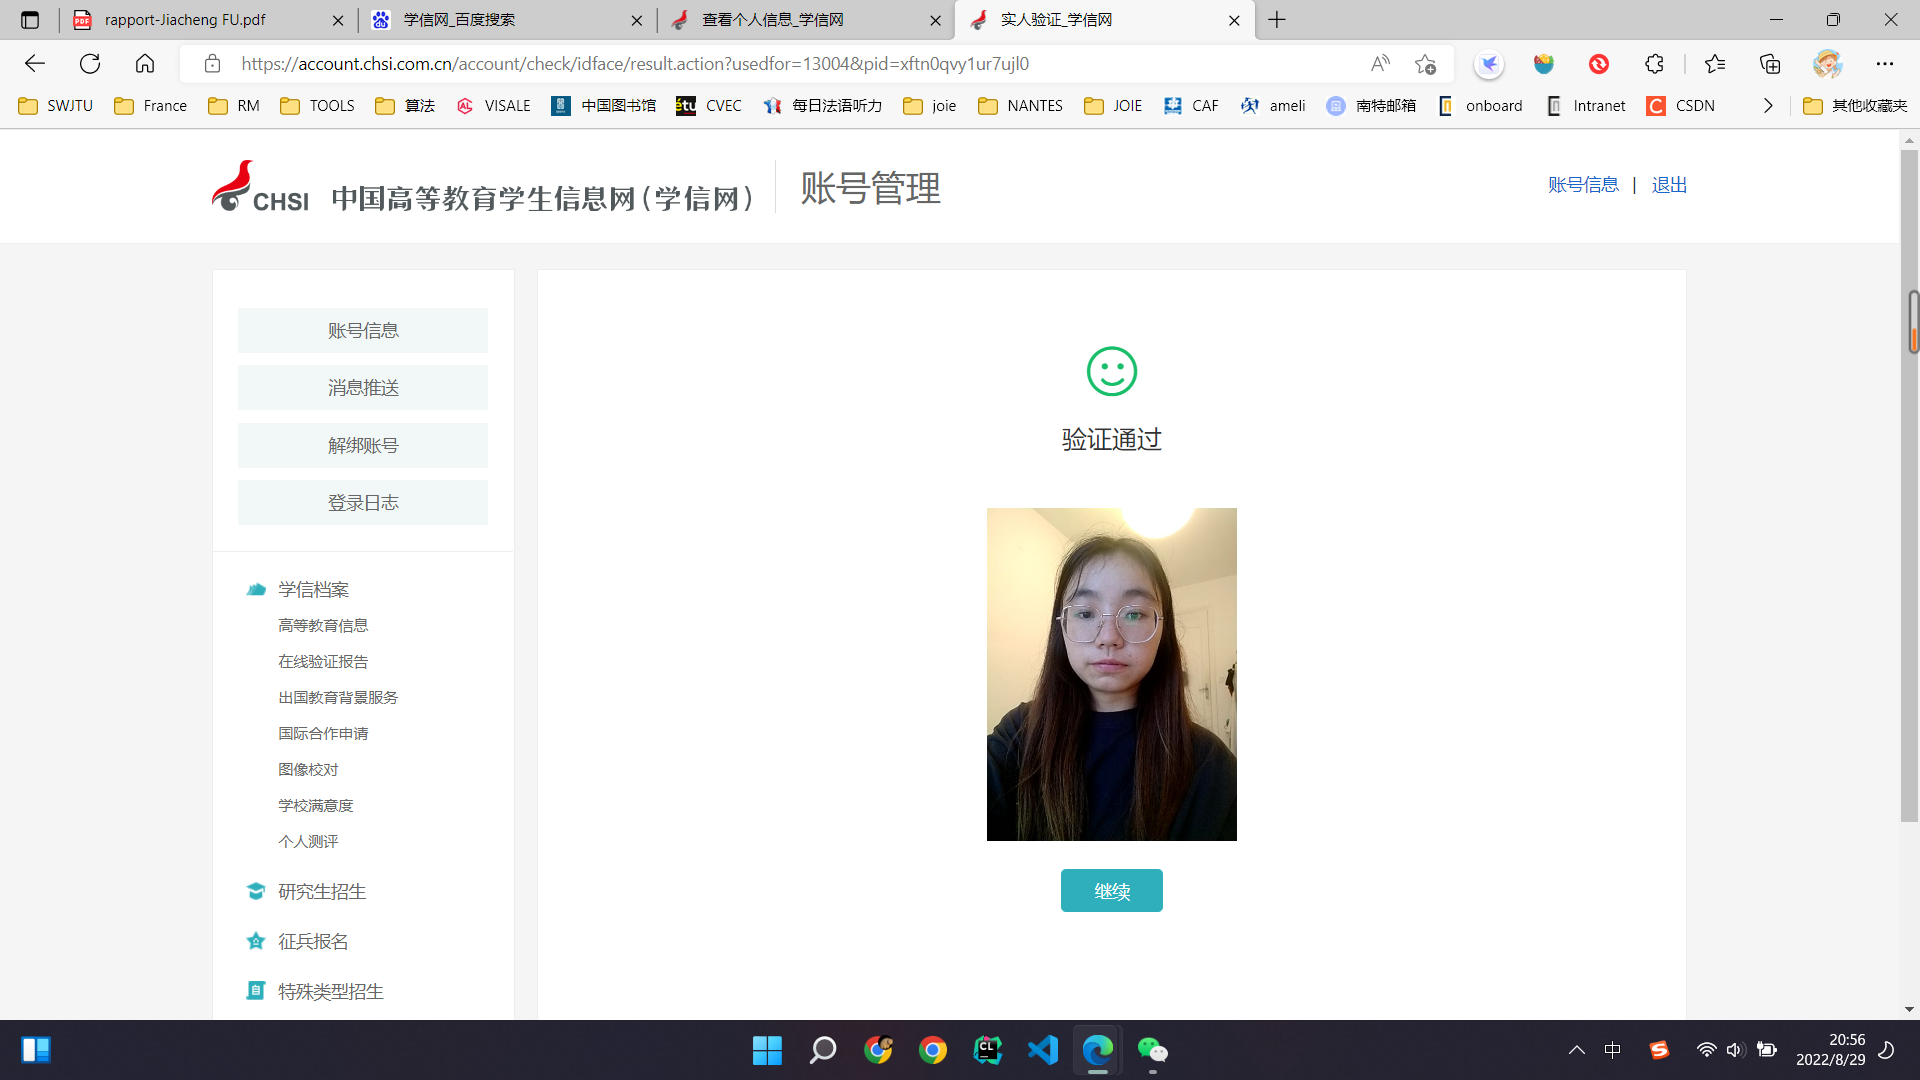 rapport-Jiacheng FU.pdf
学信网_百度搜索
查看个人信息_学信网
实人验证_学信网
https://account.chsi.com.cn/account/check/idface/result.action?usedfor=13004&pid=xftn0qvy1ur7ujl0
SWJTU France RM TOOLS 算法 VISALE 中国图书馆 étu CVEC 每日法语听力 joie NANTES JOIE CAF ameli 南特邮箱 onboard Intranet CSDN 其他收藏夹
CHSI 中国高等教育学生信息网(学信网) 账号管理
账号信息 | 退出
账号信息
消息推送
解绑账号
登录日志
学信档案
高等教育信息
在线验证报告
出国教育背景服务
国际合作申请
图像校对
学校满意度
个人测评
研究生招生
征兵报名
特殊类型招生
验证通过
继续
中
20:56
2022/8/29